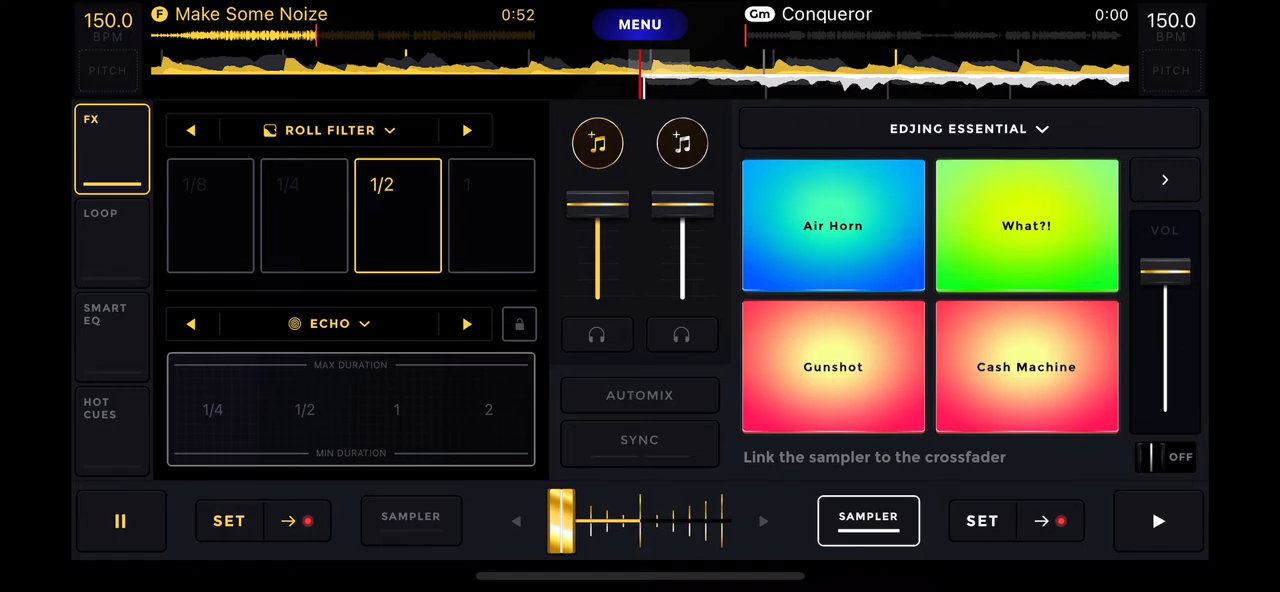 150.0
BPM
PITCH
F Make Some Noize
0:52
MENU
Gm Conqueror
0:00
150.0
BPM
PITCH
FX
LOOP
SMART
EQ
HOT
CUES
ROLL FILTER
1/8
1/4
1/2
1
ECHO
MAX DURATION
1/4
1/2
1
2
MIN DURATION
AUTOMIX
SYNC
EDJING ESSENTIAL
Air Horn
What?!
Gunshot
Cash Machine
VOL
Link the sampler to the crossfader
OFF
SET
SAMPLER
SAMPLER
SET